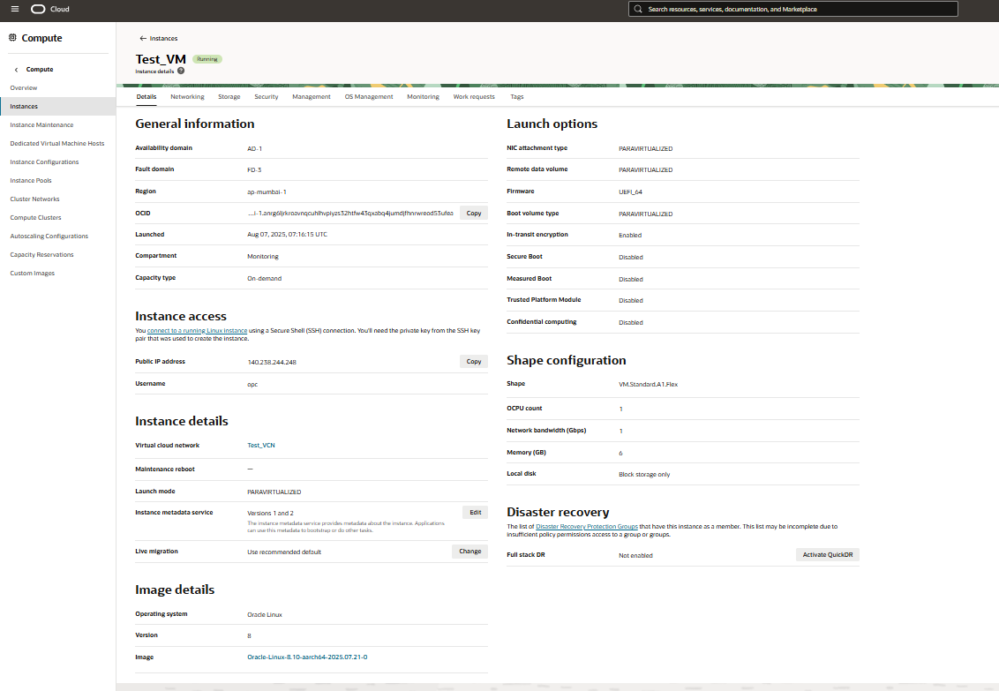 Cloud
Search resources, services, documentation, and Marketplace
Compute
Compute
Overview
Instances
Instance Maintenance
Dedicated Virtual Machine Hosts
Instance Configurations
Instance Pools
Cluster Networks
Compute Clusters
Autoscaling Configurations
Capacity Reservations
Custom Images
Instances
Test_VM Running
Instance details
Details Networking Storage Security Management OS Management Monitoring Work requests Tags
General information
Availability domain AD-1
Fault domain FD-3
Region ap-mumbai-1
OCID Copy
Launched Aug 07, 2025, 07:16:15 UTC
Compartment Monitoring
Capacity type On-demand
Instance access
You connect to a running Linux instance using a Secure Shell (SSH) connection. You'll need the private key from the SSH key
pair that was used to create the instance.
Public IP address 140.238.244.248 Copy
Username opc
Instance details
Virtual cloud network Test_VCN
Maintenance reboot —
Launch mode PARAVIRTUALIZED
Instance metadata service Versions 1 and 2 Edit
The instance metadata service provides metadata about the instance. Applications
can use this metadata to bootstrap or do other tasks.
Live migration Use recommended default Change
Image details
Operating system Oracle Linux
Version 8
Image Oracle-Linux-8.10-aarch64-2025.07.21-0
Launch options
NIC attachment type PARAVIRTUALIZED
Remote data volume PARAVIRTUALIZED
Firmware UEFI_64
Boot volume type PARAVIRTUALIZED
In-transit encryption Enabled
Secure Boot Disabled
Measured Boot Disabled
Trusted Platform Module Disabled
Confidential computing Disabled
Shape configuration
Shape VM.Standard.A1.Flex
OCPU count 1
Network bandwidth (Gbps) 1
Memory (GB) 6
Local disk Block storage only
Disaster recovery
The list of Disaster Recovery Protection Groups that have this instance as a member. This list may be incomplete due to
insufficient policy permissions access to a group or groups.
Full stack DR Not enabled Activate QuickDR